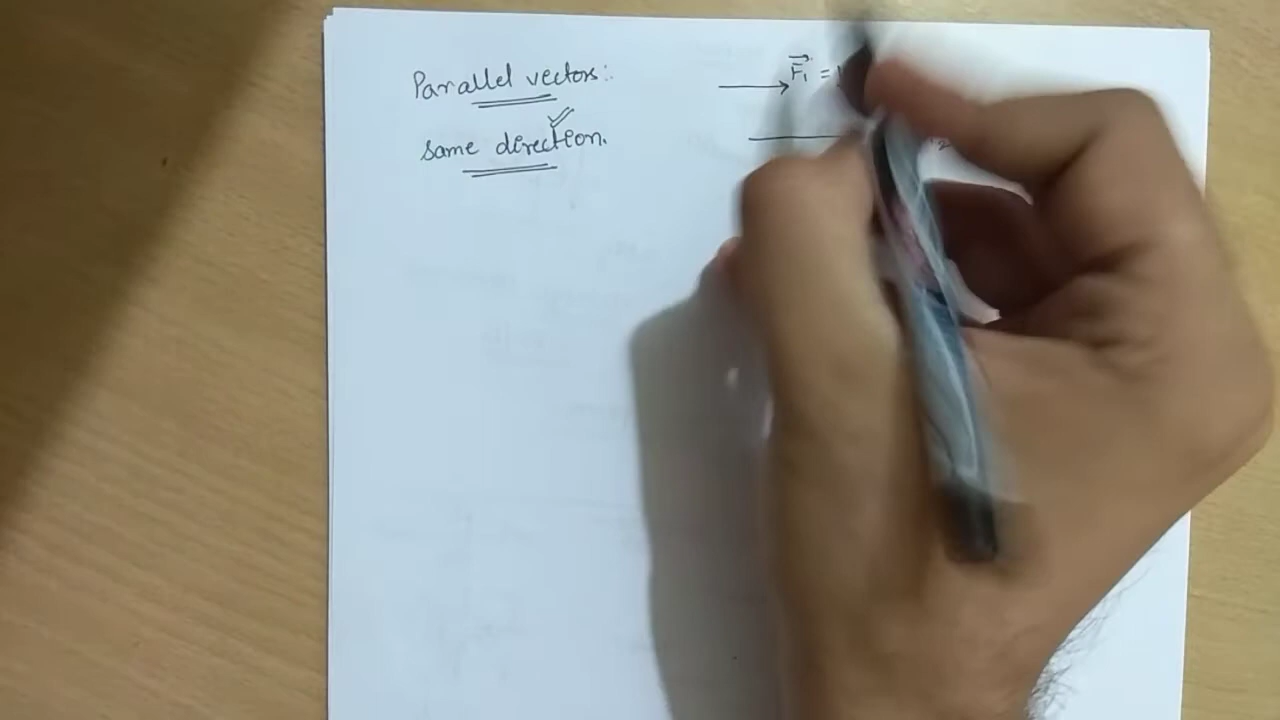 Parallel vectors:
F₁ =
same direction.